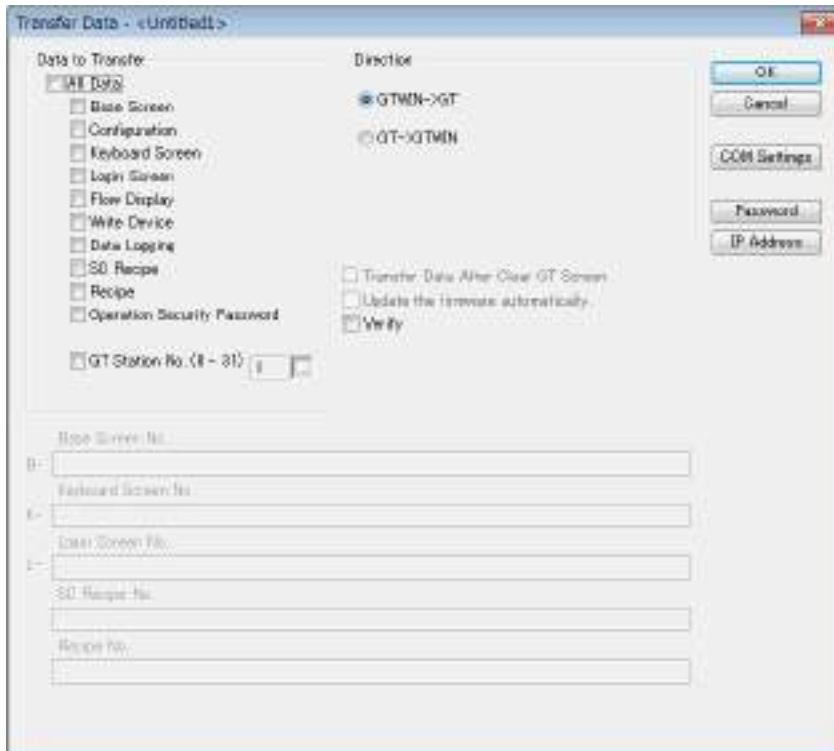 Transfer Data - <Untitled1>
Data to Transfer
All Data
Base Screen
Configuration
Keyboard Screen
Login Screen
Flow Display
Write Device
Data Logging
SD Recipe
Recipe
Operation Security Password
GT Station No. (0 - 31)
Direction
GTWIN->GT
GT->GTWIN
Transfer Data After Clear GT Screen
Update the firmware automatically.
Verify
OK
Cancel
COM Settings
Password
IP Address
Base Screen No.
Keyboard Screen No.
Screen No.
SD Recipe No.
Recipe No.